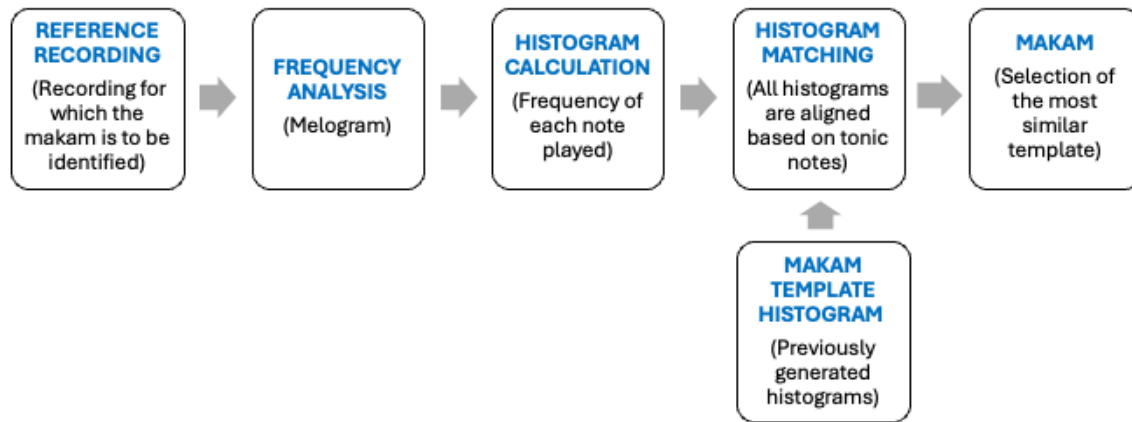 REFERENCE
RECORDING
(Recording for
which the
makam is to be
identified)
FREQUENCY
ANALYSIS
(Melogram)
HISTOGRAM
CALCULATION
(Frequency of
each note
played)
HISTOGRAM
MATCHING
(All histograms
are aligned
based on tonic
notes)
MAKAM
(Selection of
the most
similar
template)
MAKAM
TEMPLATE
HISTOGRAM
(Previously
generated
histograms)